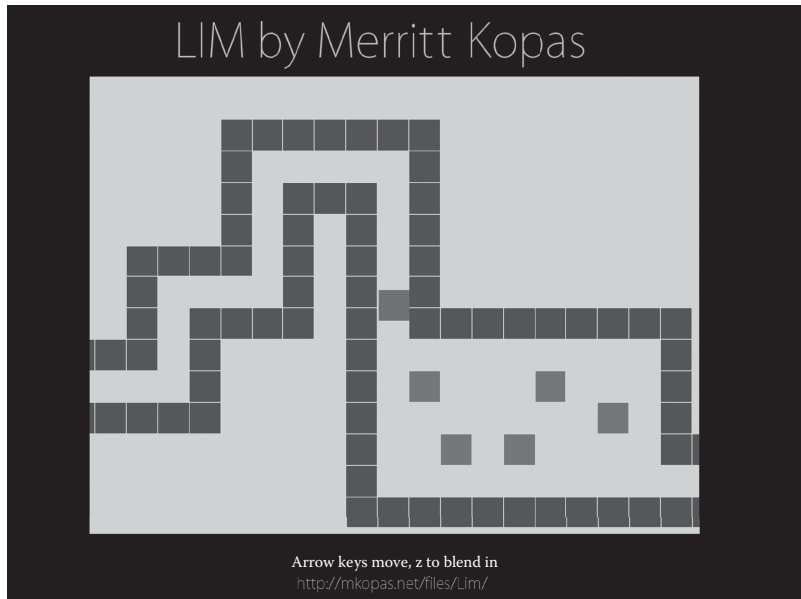 LIM by Merritt Kopas
Arrow keys move, z to blend in
http://mkopas.net/files/Lim/